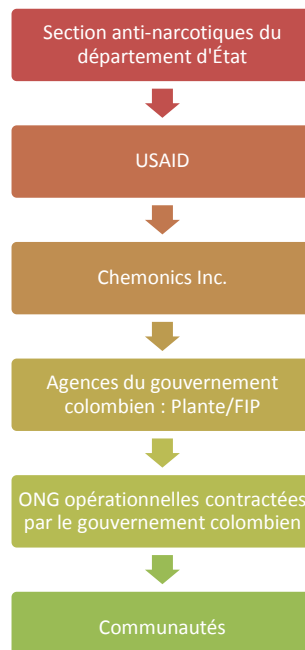 Section anti-narcotiques du
département d'État
USAID
Chemonics Inc.
Agences du gouvernement
colombien : Plante/FIP
ONG opérationnelles contractées
par le gouvernement colombien
Communautés